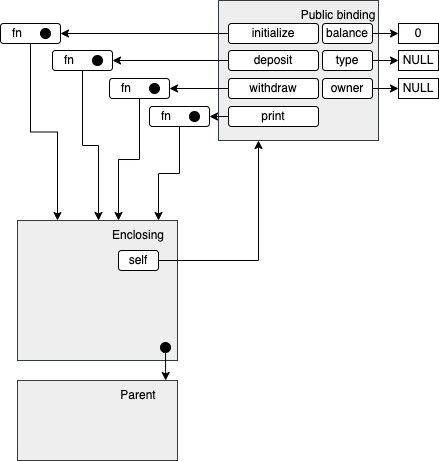 Public binding
fn initialize balance 0
fn deposit type NULL
fn withdraw owner NULL
fn print
Enclosing
self
Parent